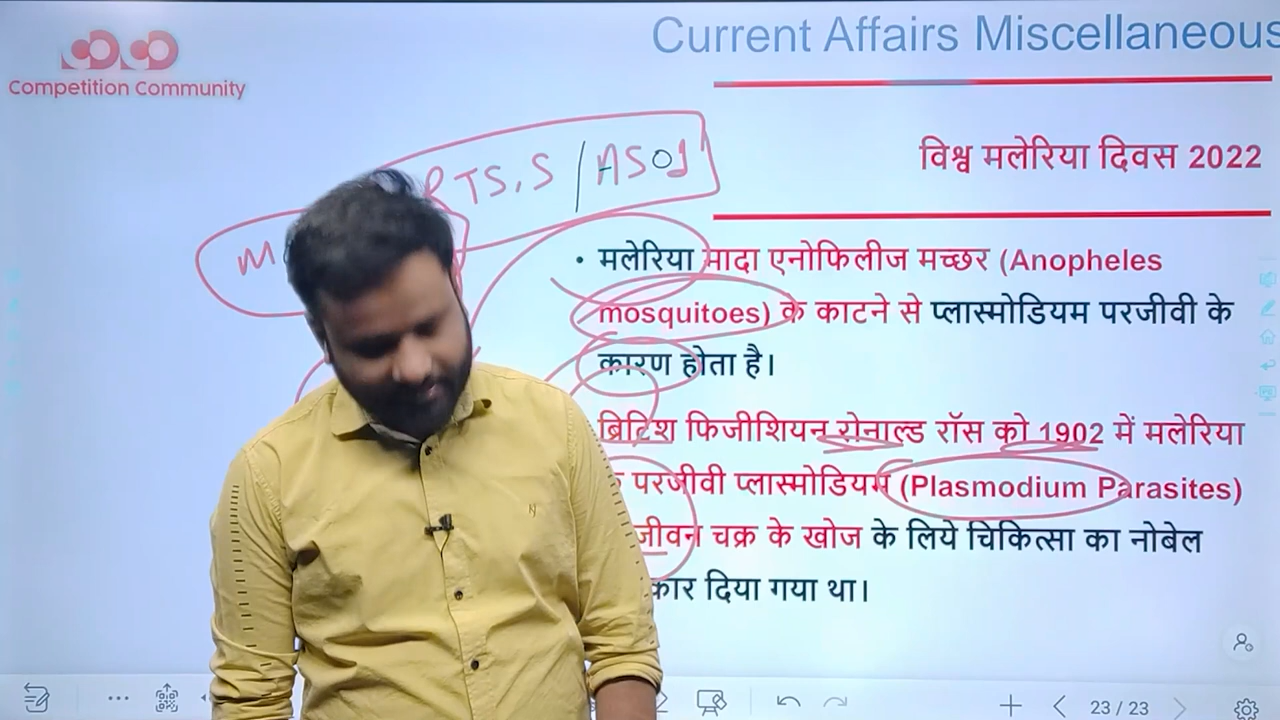 Current Affairs Miscellaneous
Competition Community
विश्व मलेरिया दिवस 2022
RTS,S / AS01
• मलेरिया मादा एनोफिलीज मच्छर (Anopheles
mosquitoes) के काटने से प्लास्मोडियम परजीवी के
कारण होता है।
ब्रिटिश फिजीशियन रोनाल्ड रॉस को 1902 में मलेरिया
परजीवी प्लास्मोडियम (Plasmodium Parasites)
जीवन चक्र के खोज के लिये चिकित्सा का नोबेल
कार दिया गया था।
23 / 23